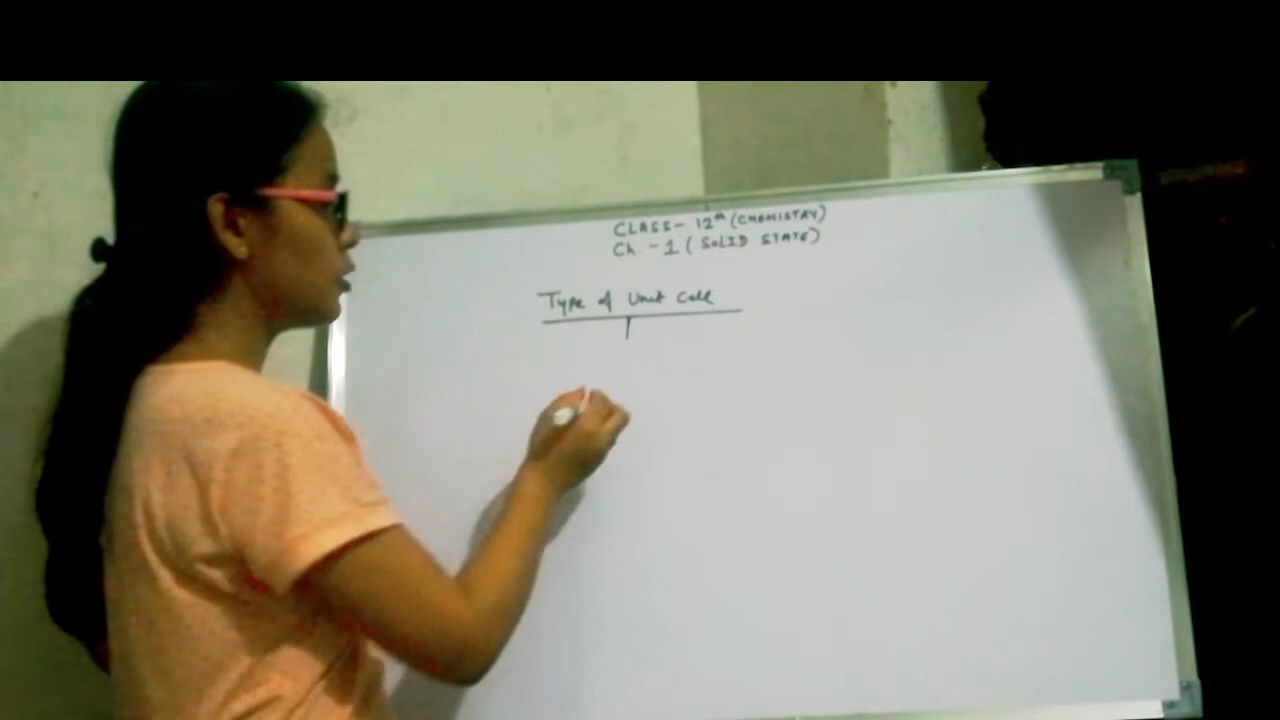 CLASS- 12th (CHEMISTRY)
Ch. - 1 ( SOLID STATE)
Type of Unit Cell